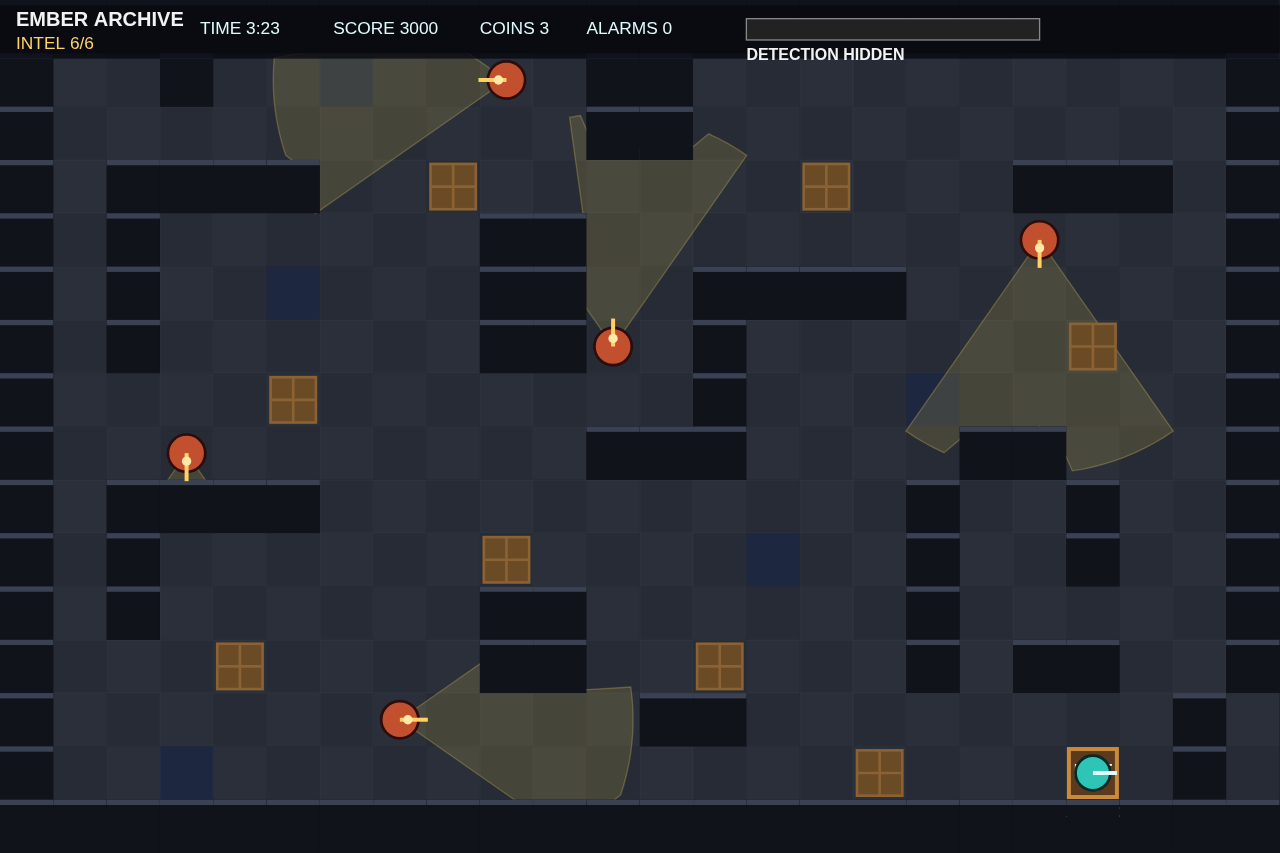 EMBER ARCHIVE
INTEL 6/6
TIME 3:23
SCORE 3000
COINS 3
ALARMS 0
DETECTION HIDDEN